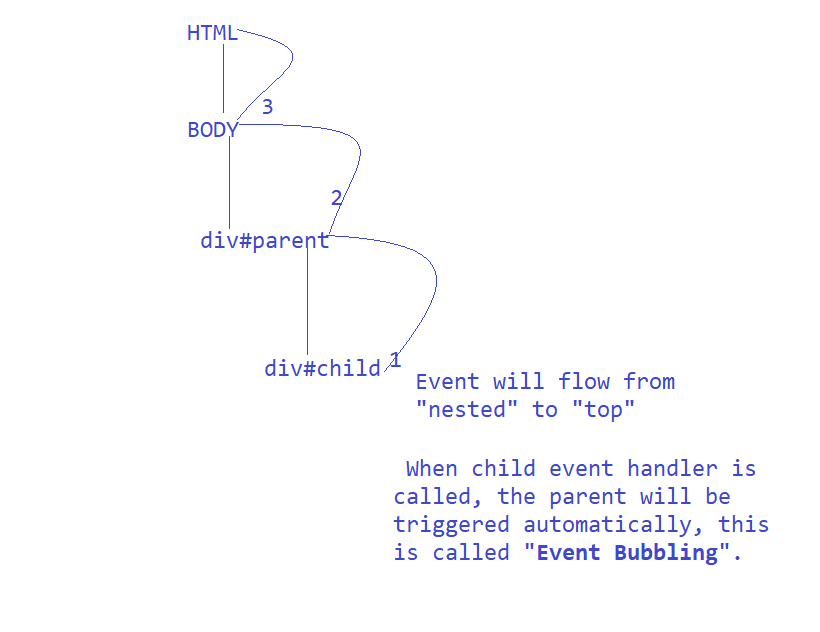 HTML
3
BODY
2
div#parent
1
div#child
Event will flow from
"nested" to "top"
When child event handler is
called, the parent will be
triggered automatically, this
is called "Event Bubbling".